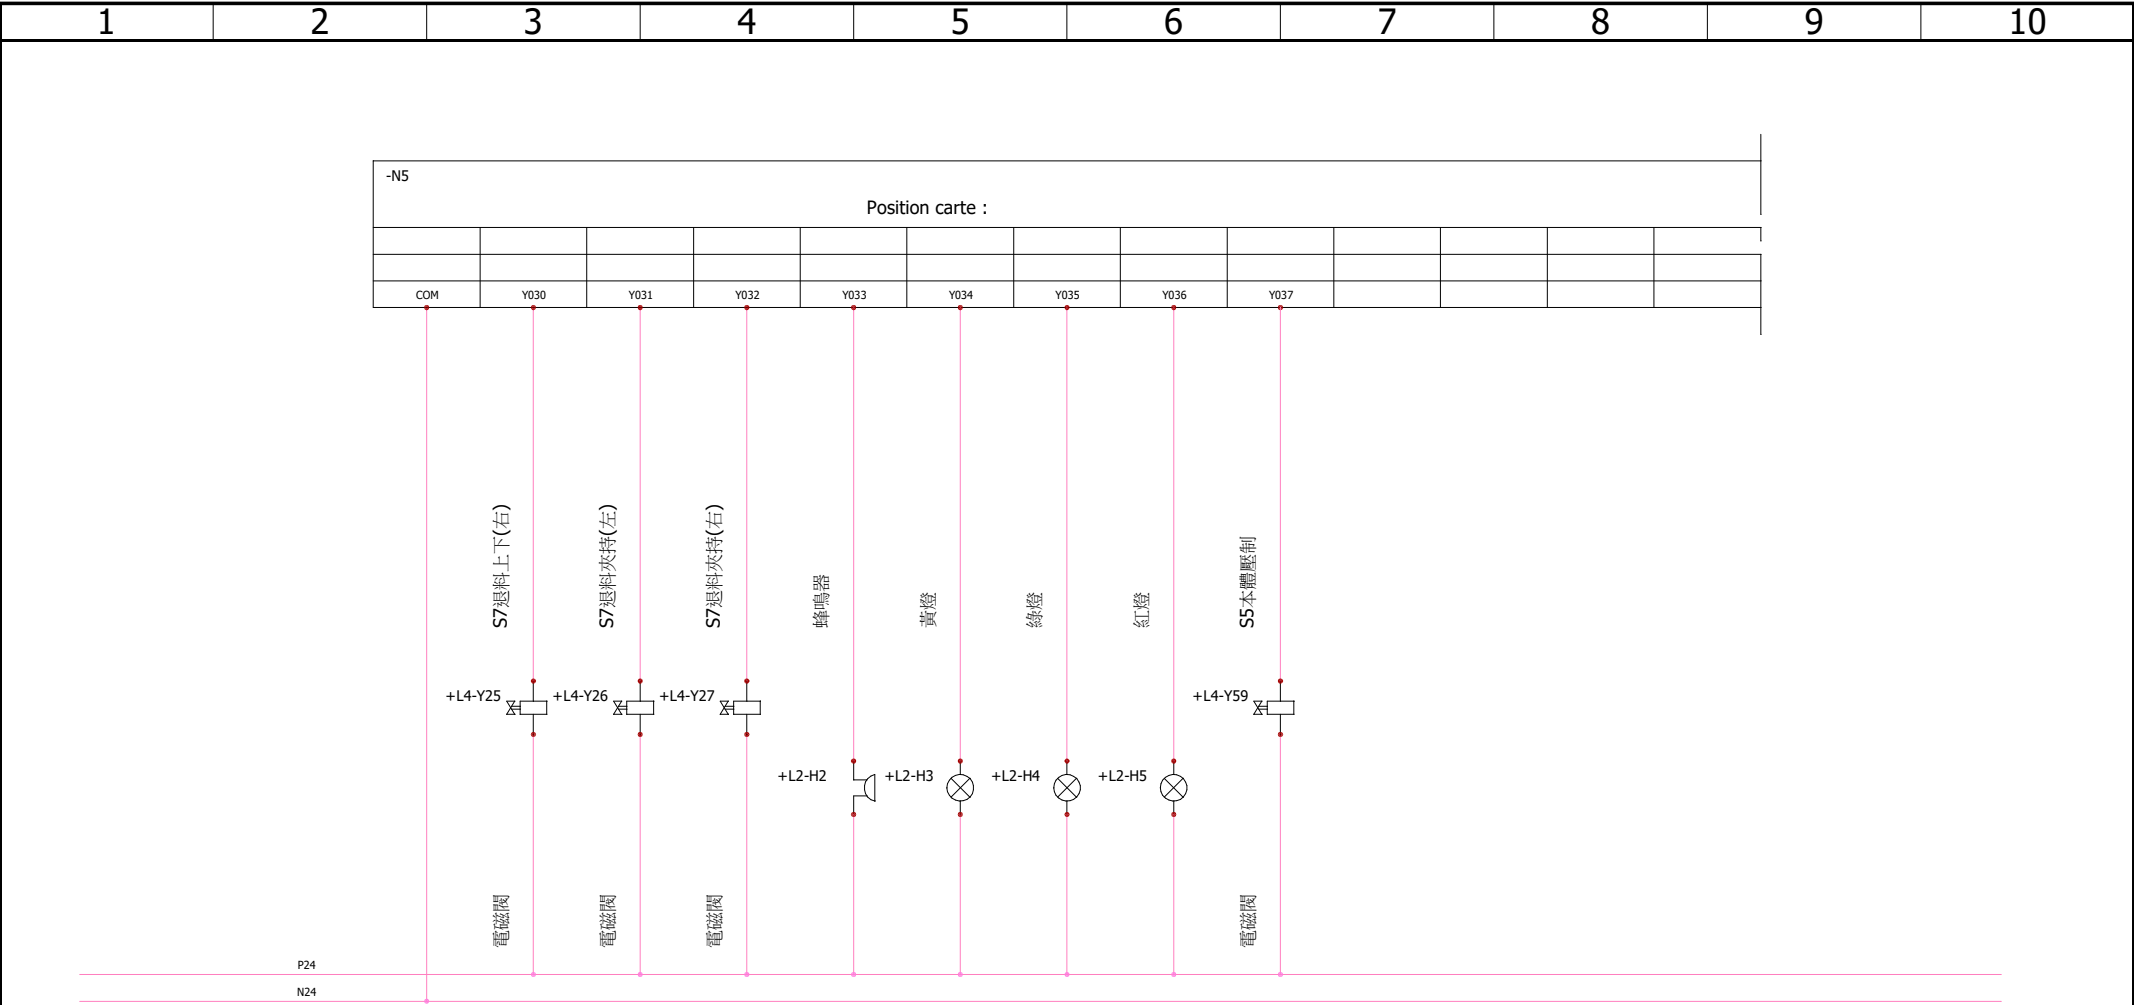 1 2 3 4 5 6 7 8 9 10
-N5
Position carte :
COM Y030 Y031 Y032 Y033 Y034 Y035 Y036 Y037
S7退料上下(右)
S7退料夾持(左)
S7退料夾持(右)
蜂鳴器
黃燈
綠燈
紅燈
S5本體壓制
+L4-Y25 +L4-Y26 +L4-Y27 +L4-Y59
+L2-H2 +L2-H3 +L2-H4 +L2-H5
電磁閥
電磁閥
電磁閥
電磁閥
P24
N24